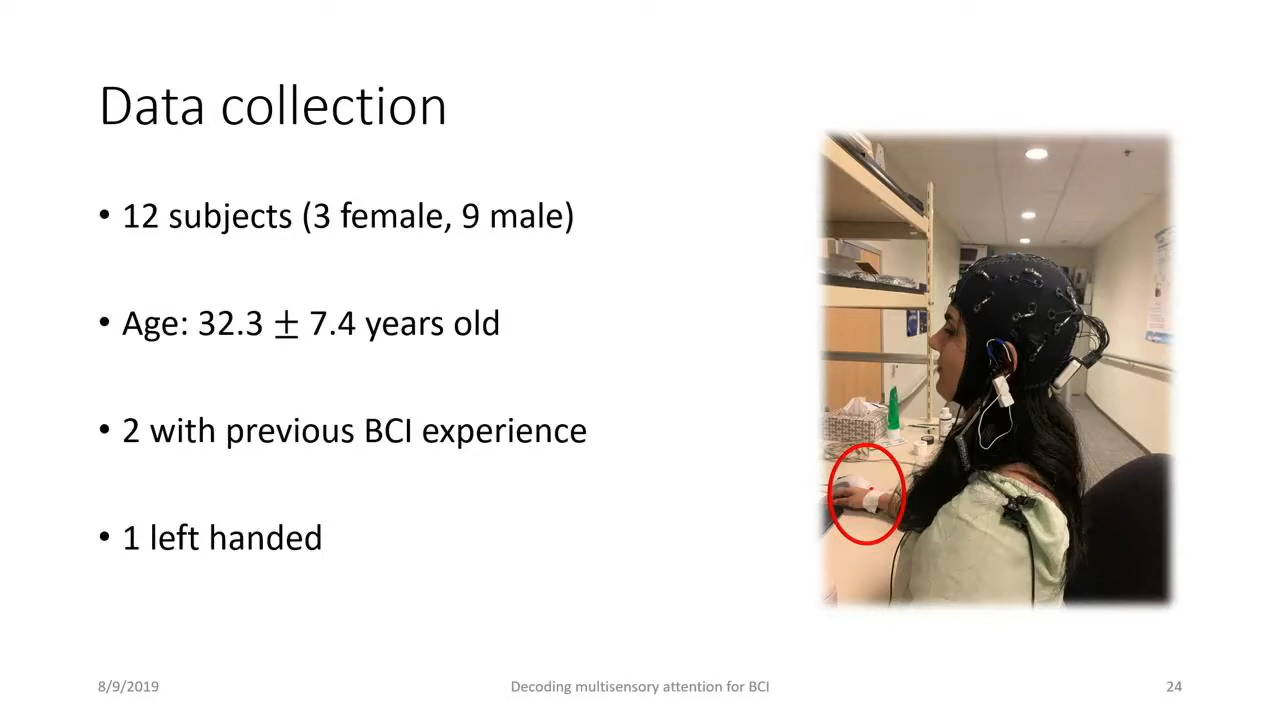 Data collection
• 12 subjects (3 female, 9 male)
• Age: 32.3 ± 7.4 years old
• 2 with previous BCI experience
• 1 left handed
8/9/2019
Decoding multisensory attention for BCI
24